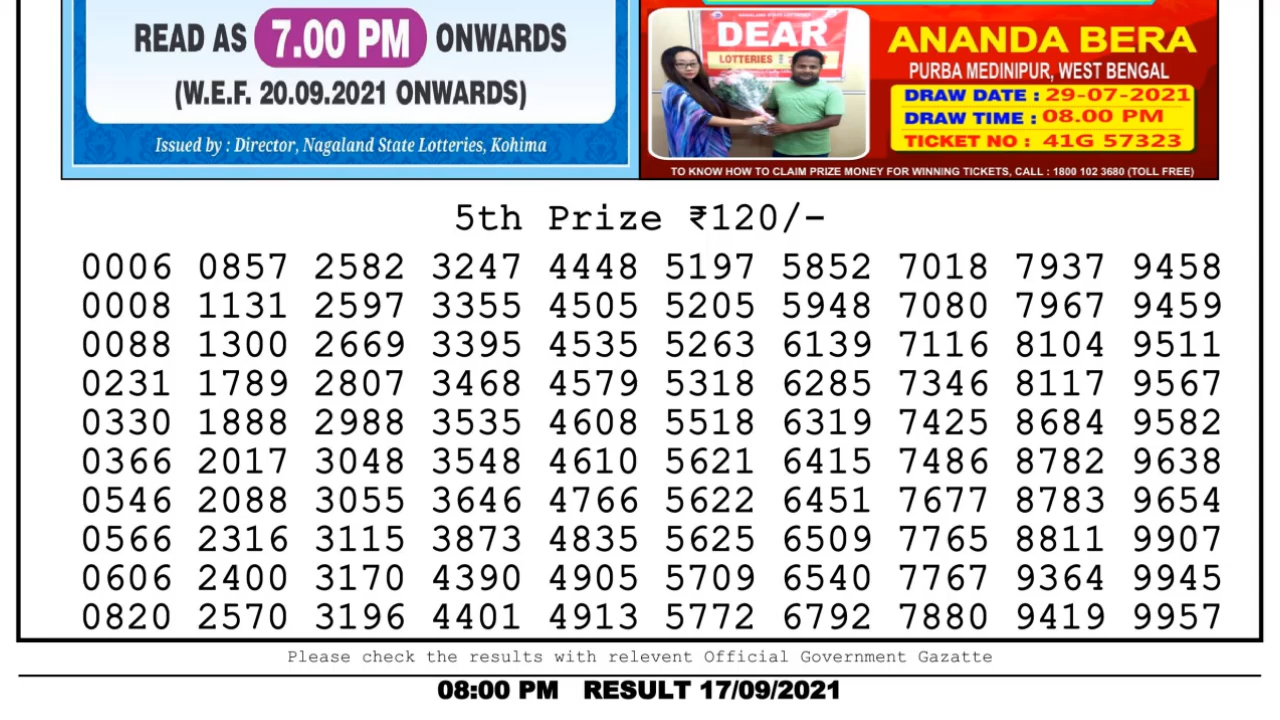 READ AS 7.00 PM ONWARDS
(W.E.F. 20.09.2021 ONWARDS)
Issued by : Director, Nagaland State Lotteries, Kohima
DEAR
LOTTERIES
ANANDA BERA
PURBA MEDINIPUR, WEST BENGAL
DRAW DATE : 29-07-2021
DRAW TIME : 08.00 PM
TICKET NO : 41G 57323
TO KNOW HOW TO CLAIM PRIZE MONEY FOR WINNING TICKETS, CALL : 1800 102 3680 (TOLL FREE)
5th Prize ₹120/-
0006 0857 2582 3247 4448 5197 5852 7018 7937 9458
0008 1131 2597 3355 4505 5205 5948 7080 7967 9459
0088 1300 2669 3395 4535 5263 6139 7116 8104 9511
0231 1789 2807 3468 4579 5318 6285 7346 8117 9567
0330 1888 2988 3535 4608 5518 6319 7425 8684 9582
0366 2017 3048 3548 4610 5621 6415 7486 8782 9638
0546 2088 3055 3646 4766 5622 6451 7677 8783 9654
0566 2316 3115 3873 4835 5625 6509 7765 8811 9907
0606 2400 3170 4390 4905 5709 6540 7767 9364 9945
0820 2570 3196 4401 4913 5772 6792 7880 9419 9957
Please check the results with relevent Official Government Gazatte
08:00 PM RESULT 17/09/2021